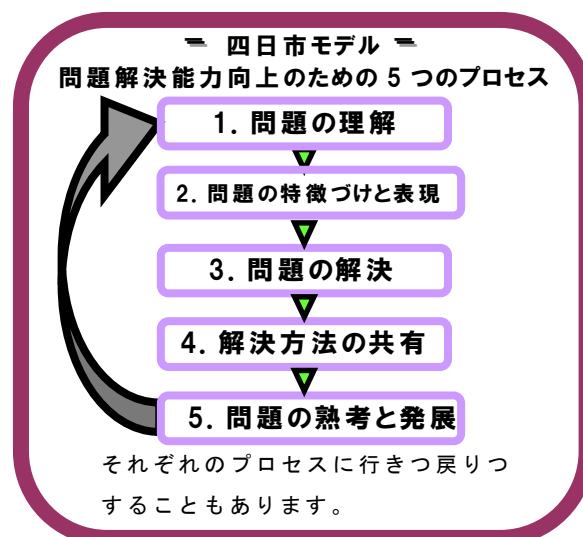 = 四日市モデル =
問題解決能力向上のための 5 つのプロセス
1. 問題の理解
2. 問題の特徴づけと表現
3. 問題の解決
4. 解決方法の共有
5. 問題の熟考と発展
それぞれのプロセスに行きつ戻りつ
することもあります。